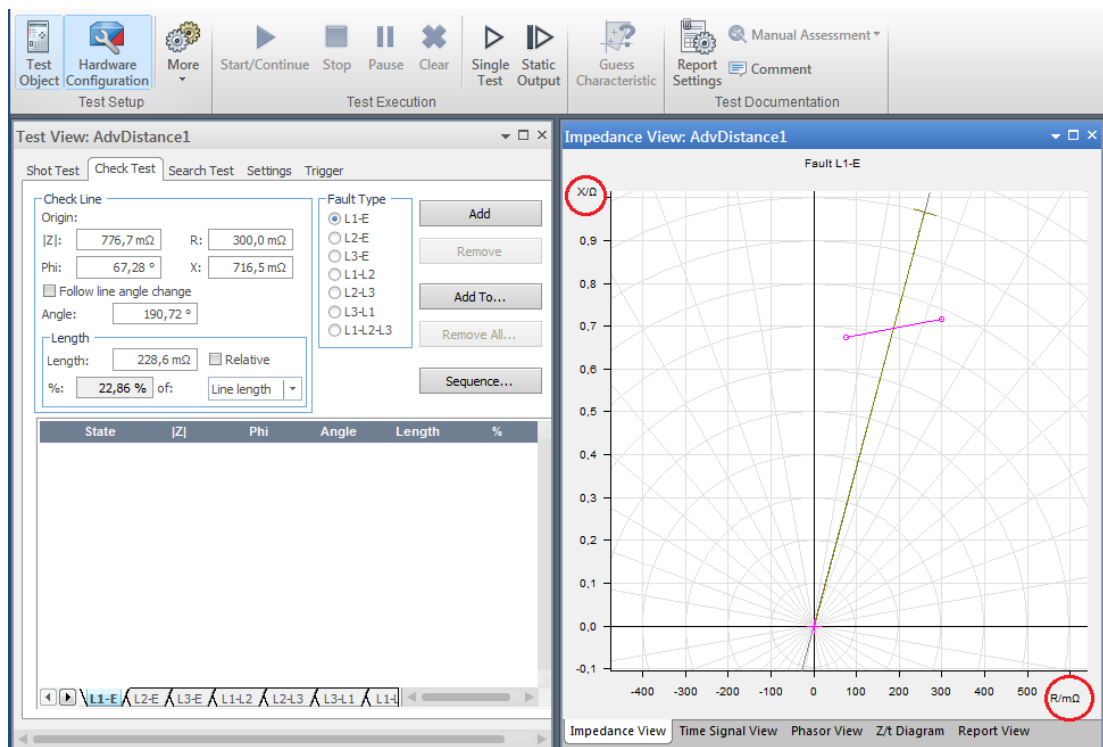 Test Object
Hardware Configuration
More
Start/Continue
Stop
Pause
Clear
Single Test
Static Output
Guess Characteristic
Report Settings
Manual Assessment
Comment
Test Setup
Test Execution
Test Documentation
Test View: AdvDistance1
Shot Test Check Test Search Test Settings Trigger
Check Line
Origin:
|Z|: 776,7 mΩ R: 300,0 mΩ
Phi: 67,28 ° X: 716,5 mΩ
Follow line angle change
Angle: 190,72 °
Length
Length: 228,6 mΩ Relative
%: 22,86 % of: Line length
Fault Type
L1-E
L2-E
L3-E
L1-L2
L2-L3
L3-L1
L1-L2-L3
Add
Remove
Add To...
Remove All...
Sequence...
State |Z| Phi Angle Length %
L1-E L2-E L3-E L1-L2 L2-L3 L3-L1 L1-L
Impedance View: AdvDistance1
Fault L1-E
X/Ω
0,9
0,8
0,7
0,6
0,5
0,4
0,3
0,2
0,1
0,0
-0,1
-400 -300 -200 -100 0 100 200 300 400 500
R/mΩ
Impedance View Time Signal View Phasor View Z/t Diagram Report View